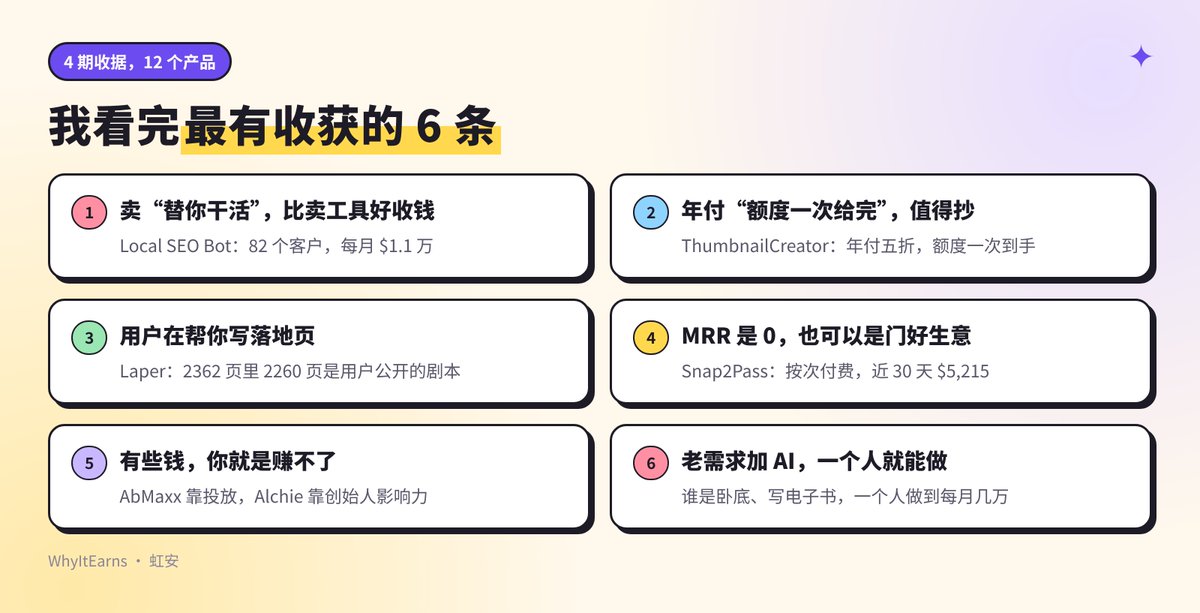 4 期收据，12 个产品
我看完最有收获的 6 条
1
卖“替你干活”，比卖工具好收钱
Local SEO Bot：82 个客户，每月 $1.1 万
2
年付“额度一次给完”，值得抄
ThumbnailCreator：年付五折，额度一次到手
3
用户在帮你写落地页
Laper：2362 页里 2260 页是用户公开的剧本
4
MRR 是 0，也可以是门好生意
Snap2Pass：按次付费，近 30 天 $5,215
5
有些钱，你就是赚不了
AbMaxx 靠投放，Alchie 靠创始人影响力
6
老需求加 AI，一个人就能做
谁是卧底、写电子书，一个人做到每月几万
WhyItEarns · 虹安